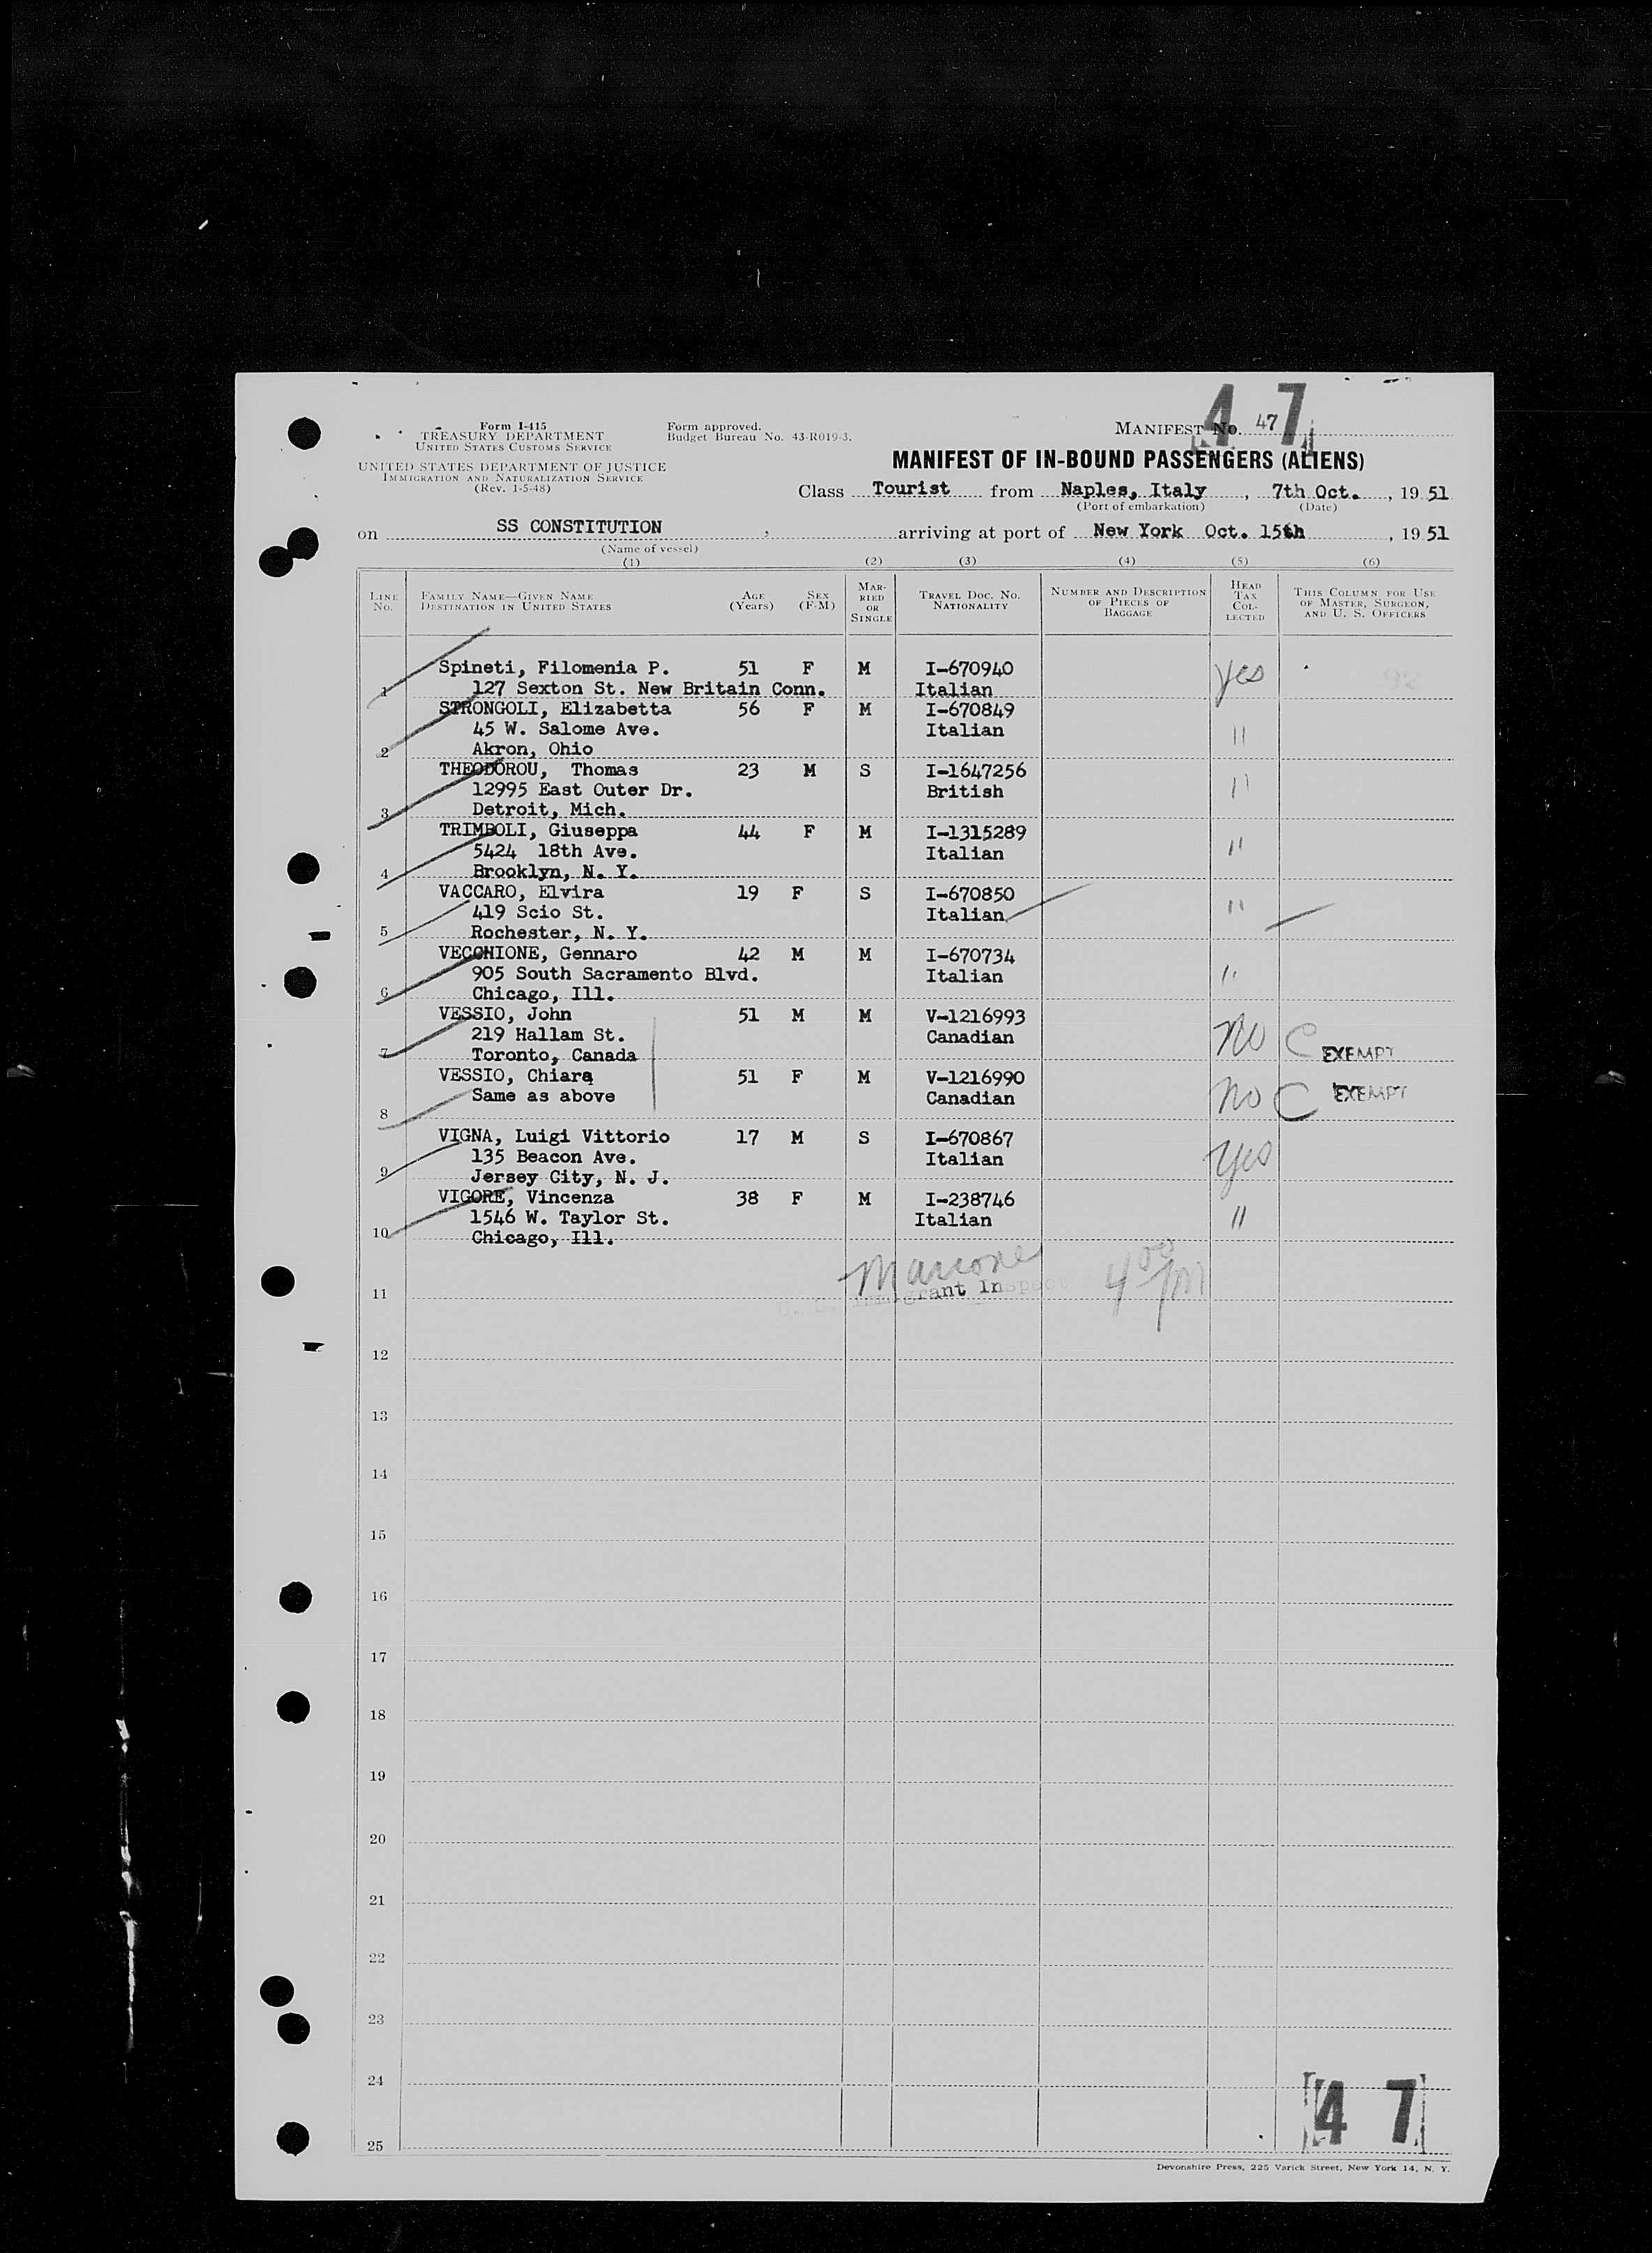 47
Form I-415
TREASURY DEPARTMENT
UNITED STATES CUSTOMS SERVICE
UNITED STATES DEPARTMENT OF JUSTICE
IMMIGRATION AND NATURALIZATION SERVICE
(Rev. 1-5-48)
Form approved.
Budget Bureau No. 43-R019-3.
MANIFEST No. 47
MANIFEST OF IN-BOUND PASSENGERS (ALIENS)
Class Tourist from Naples, Italy, 7th Oct., 1951
(Port of embarkation) (Date)
on SS CONSTITUTION, arriving at port of New York Oct. 15th, 1951
(Name of vessel)
(1) (2) (3) (4) (5) (6)
LINE No. FAMILY NAME—GIVEN NAME DESTINATION IN UNITED STATES AGE (Years) SEX (F-M) MARRIED OR SINGLE TRAVEL DOC. NO. NATIONALITY NUMBER AND DESCRIPTION OF PIECES OF BAGGAGE HEAD TAX COLLECTED THIS COLUMN FOR USE OF MASTER, SURGEON, AND U. S. OFFICERS
Spineti, Filomenia P. 51 F M I-670940 yes
1 127 Sexton St. New Britain Conn. Italian
STRONGOLI, Elizabetta 56 F M I-670849
45 W. Salome Ave. Italian "
2 Akron, Ohio
THEODOROU, Thomas 23 M S I-1647256
12995 East Outer Dr. British "
3 Detroit, Mich.
TRIMBOLI, Giuseppa 44 F M I-1315289
5424 18th Ave. Italian "
4 Brooklyn, N. Y.
VACCARO, Elvira 19 F S I-670850
419 Scio St. Italian "
5 Rochester, N. Y.
VECCHIONE, Gennaro 42 M M I-670734
905 South Sacramento Blvd. Italian "
6 Chicago, Ill.
VESSIO, John 51 M M V-1216993
219 Hallam St. Canadian no C
7 Toronto, Canada EXEMPT
VESSIO, Chiara 51 F M V-1216990
Same as above Canadian no C EXEMPT
8
VIGNA, Luigi Vittorio 17 M S I-670867
135 Beacon Ave. Italian yes
9 Jersey City, N. J.
VIGORE, Vincenza 38 F M I-238746
1546 W. Taylor St. Italian "
10 Chicago, Ill.
4 00 pm
11 Immigrant Inspector
12
13
14
15
16
17
18
19
20
21
22
23
24
25
47
Devonshire Press, 225 Varick Street, New York 14, N. Y.